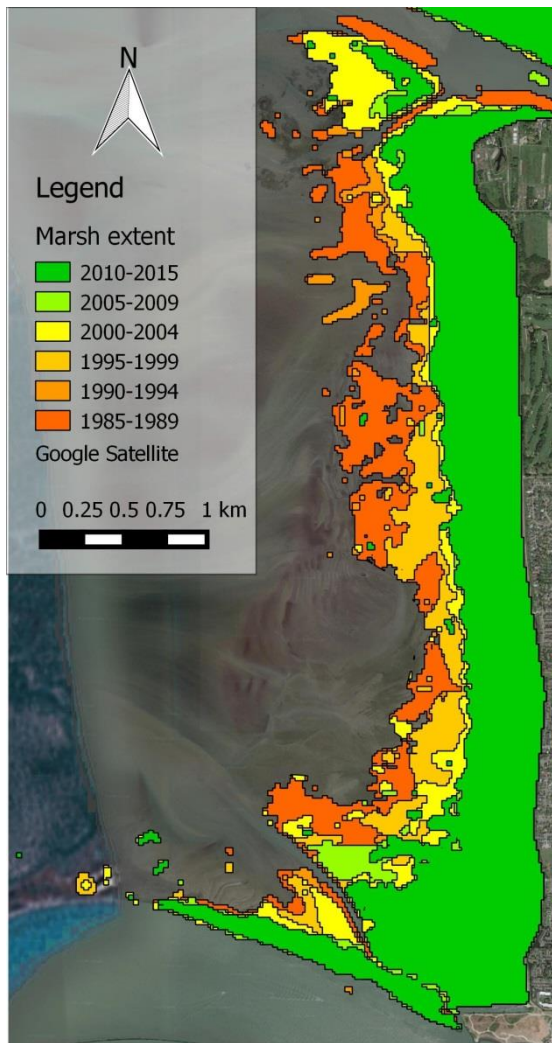 N
Legend
Marsh extent
2010-2015
2005-2009
2000-2004
1995-1999
1990-1994
1985-1989
Google Satellite
0 0.25 0.5 0.75 1 km